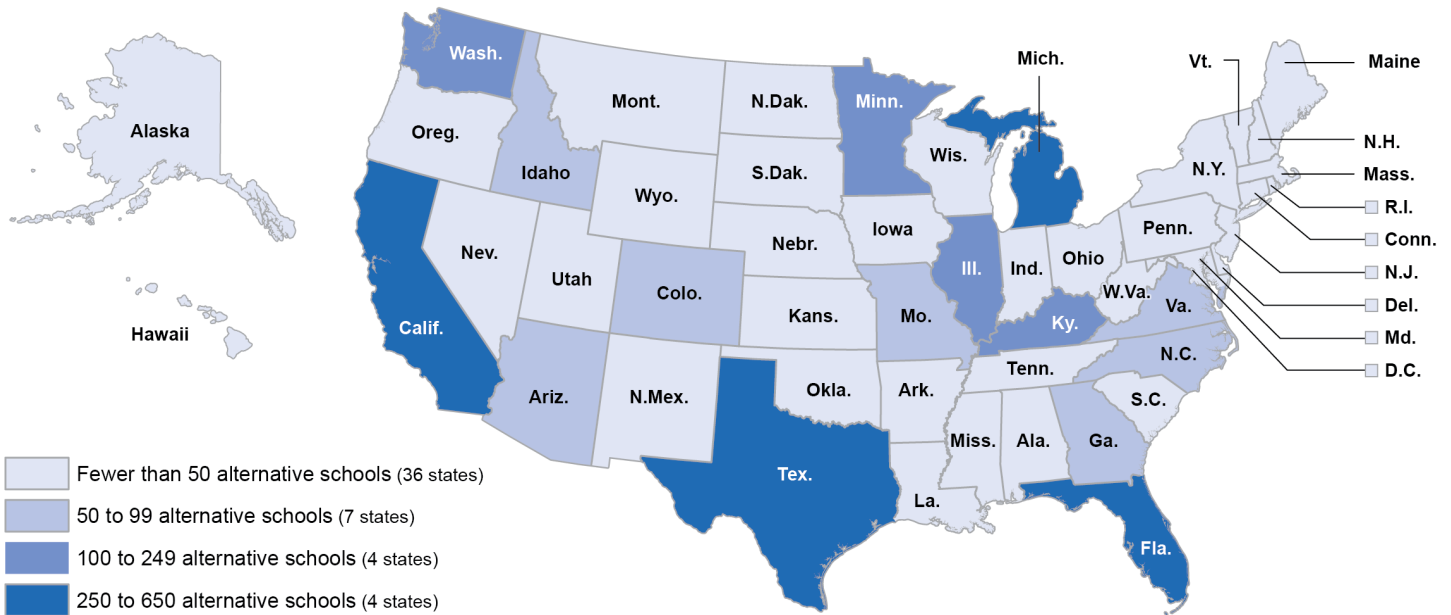 Wash.
Mont.
N.Dak.
Minn.
Mich.
Vt.
Maine
Alaska
Oreg.
Idaho
Wyo.
S.Dak.
Wis.
N.Y.
N.H.
Mass.
R.I.
Conn.
N.J.
Del.
Md.
D.C.
Nev.
Utah
Colo.
Nebr.
Iowa
Ill.
Ind.
Ohio
Penn.
W.Va.
Va.
Hawaii
Calif.
Kans.
Mo.
Ky.
N.C.
Tenn.
Ariz.
N.Mex.
Okla.
Ark.
S.C.
Tex.
La.
Miss.
Ala.
Ga.
Fla.
Fewer than 50 alternative schools (36 states)
50 to 99 alternative schools (7 states)
100 to 249 alternative schools (4 states)
250 to 650 alternative schools (4 states)